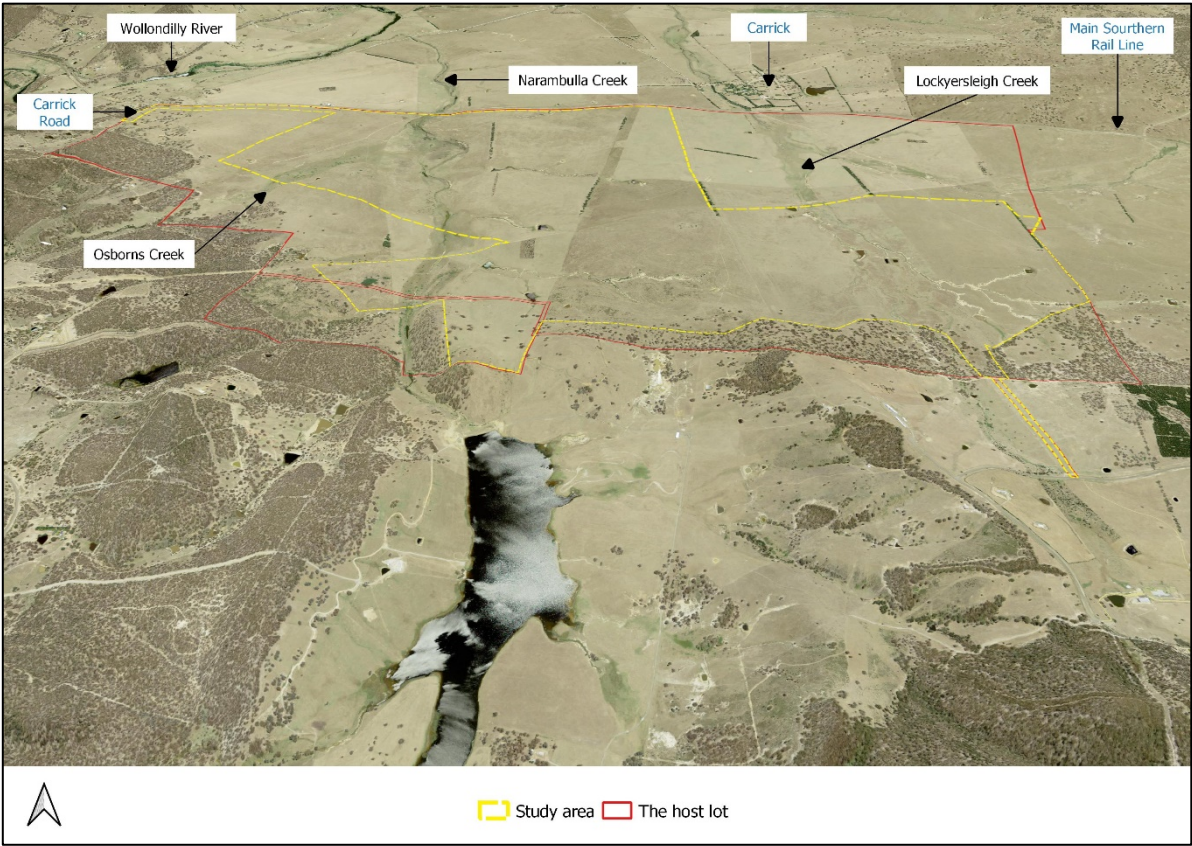 Wollondilly River
Carrick
Main Sourthern
Rail Line
Narambulla Creek
Lockyersleigh Creek
Carrick
Road
Osborns Creek
Study area
The host lot